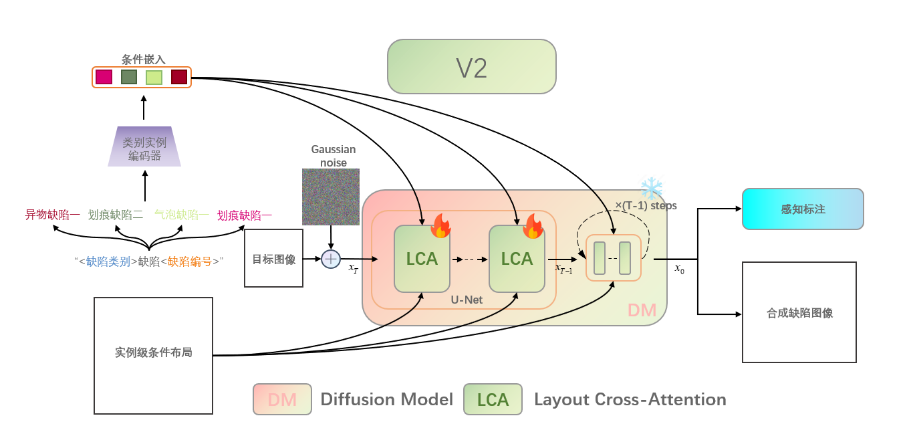 条件嵌入
V2
类别实例
编码器
Gaussian
noise
×(T-1) steps
异物缺陷一 划痕缺陷二 气泡缺陷一 划痕缺陷一
感知标注
"<缺陷类别>缺陷<缺陷编号>"
目标图像
LCA
LCA
x_T
x_{T-1}
x_0
U-Net
DM
实例级条件布局
合成缺陷图像
DM Diffusion Model LCA Layout Cross-Attention